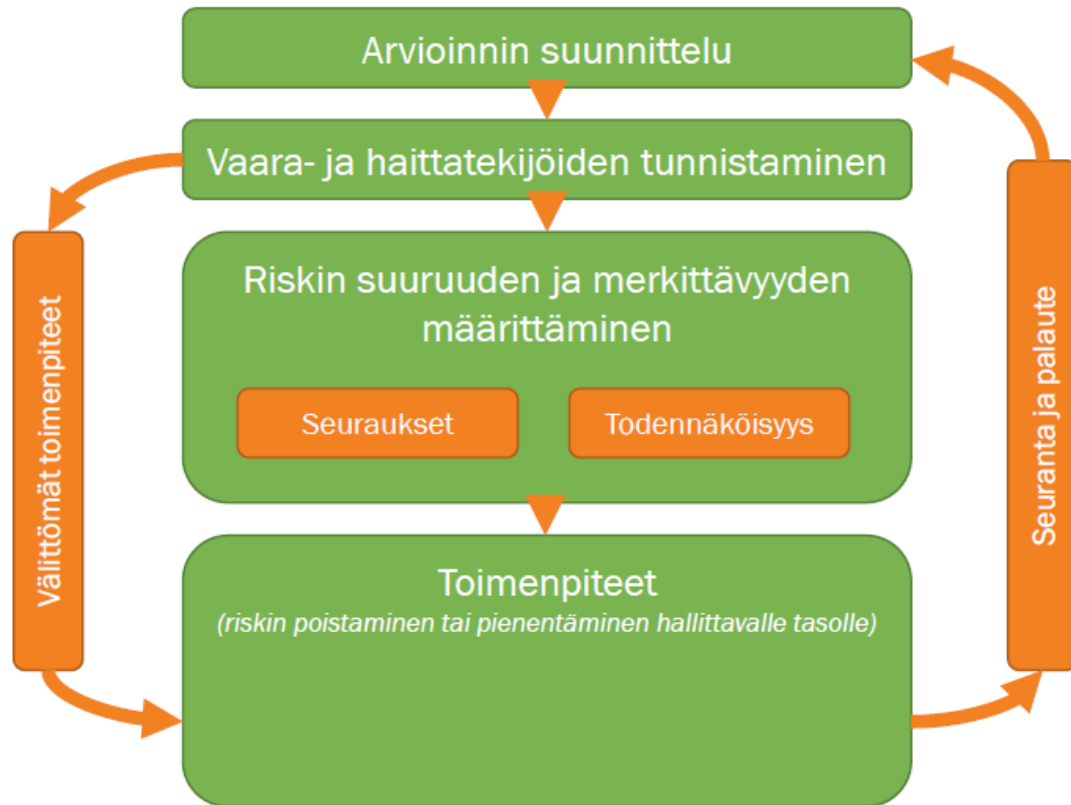 Arvioinnin suunnittelu
Vaara- ja haittatekijöiden tunnistaminen
Riskin suuruuden ja merkittävyyden
määrittäminen
Seuraukset
Todennäköisyys
Toimenpiteet
(riskin poistaminen tai pienentäminen hallittavalle tasolle)
Välittömät toimenpiteet
Seuranta ja palaute